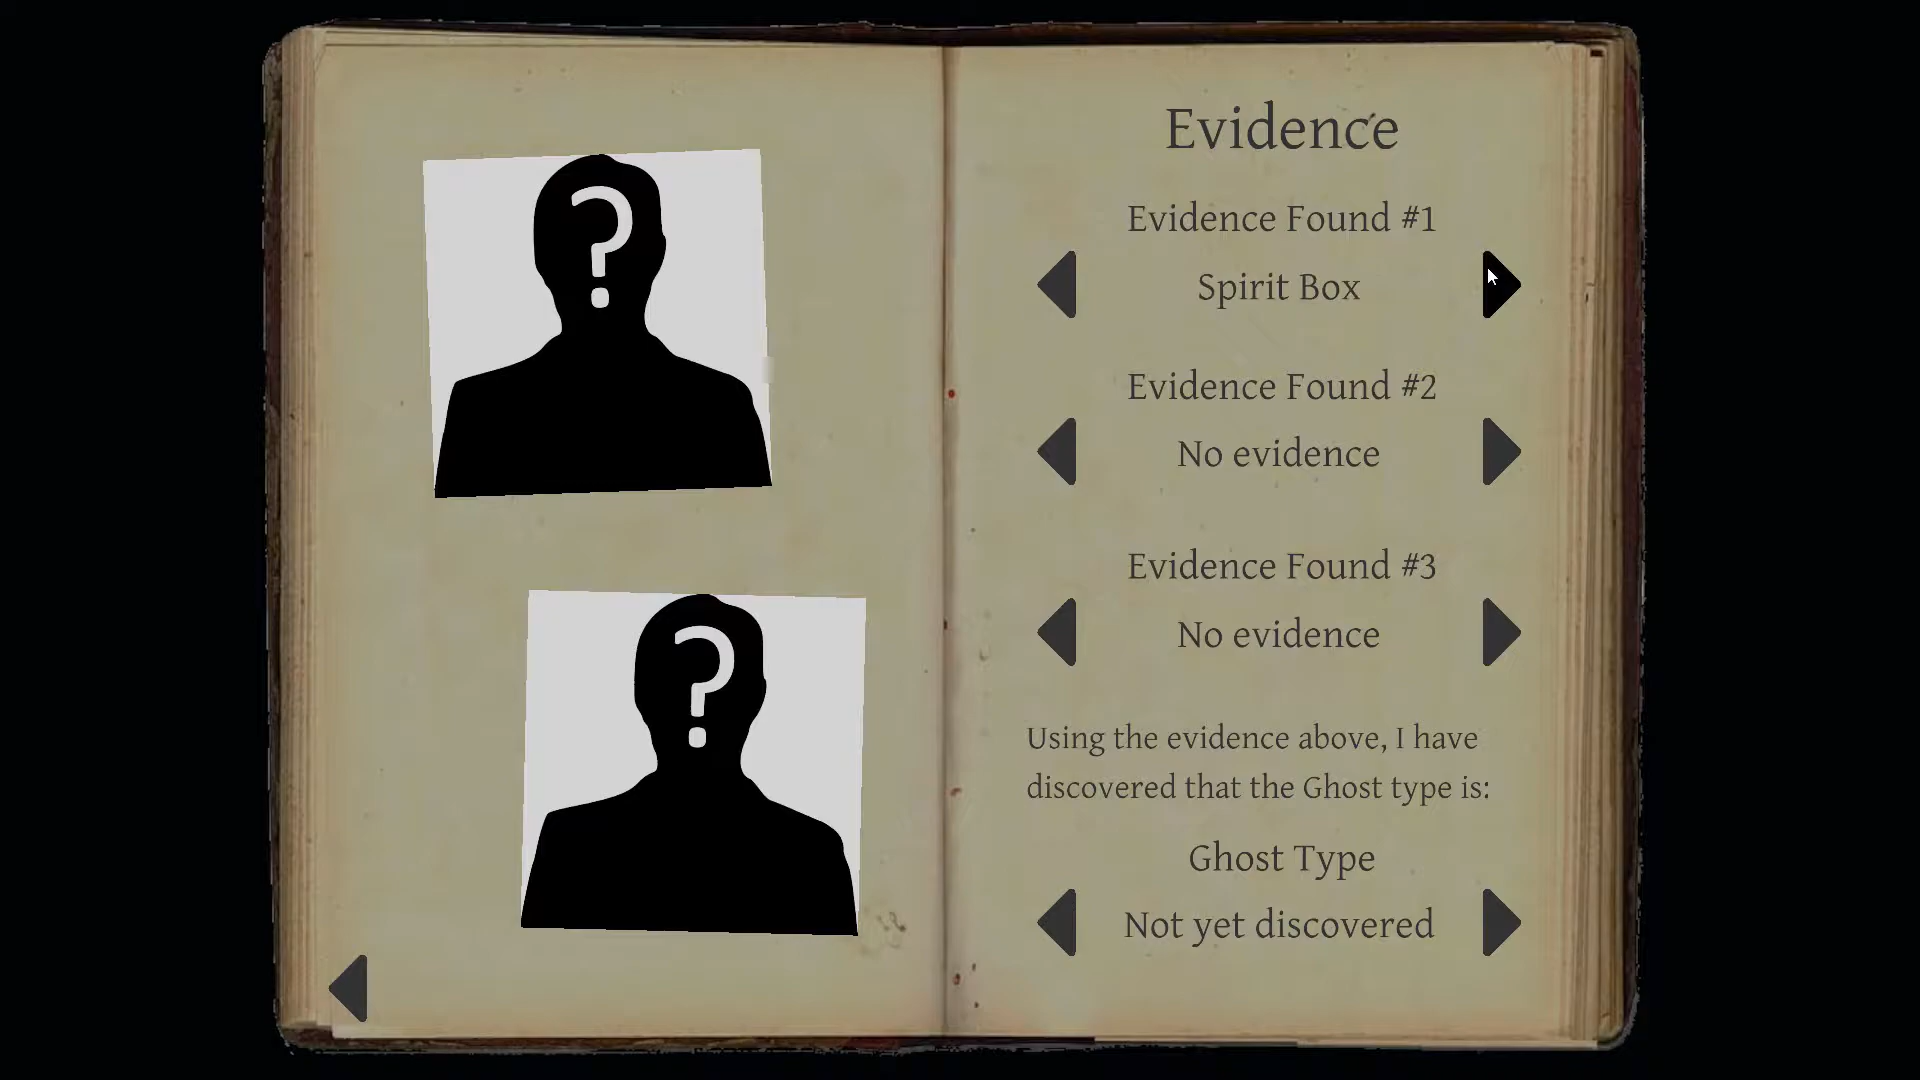 ?
?
Evidence
Evidence Found #1
Spirit Box
Evidence Found #2
No evidence
Evidence Found #3
No evidence
Using the evidence above, I have
discovered that the Ghost type is:
Ghost Type
Not yet discovered